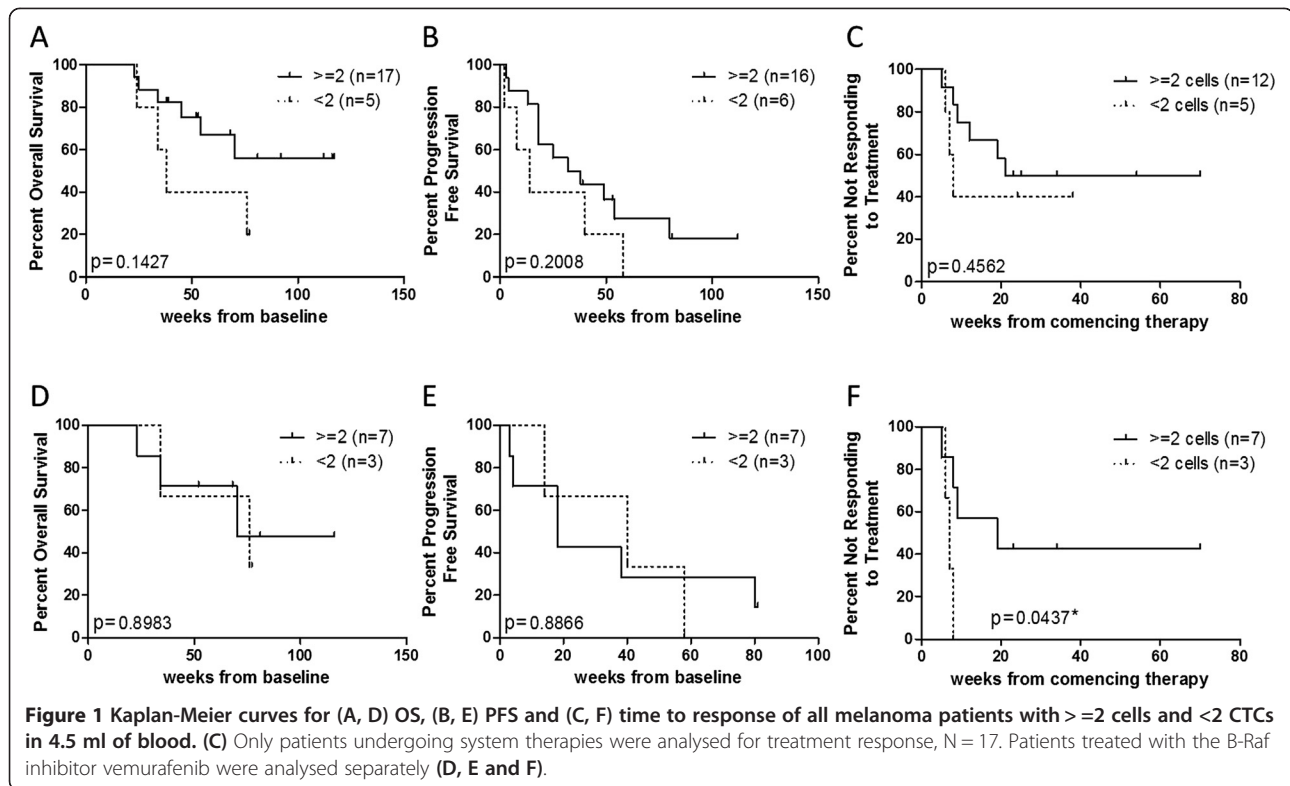 A
Percent Overall Survival
100
80
60
40
20
0
>=2 (n=17)
<2 (n=5)
p=0.1427
0 50 100 150
weeks from baseline
B
Percent Progression
Free Survival
100
80
60
40
20
0
>=2 (n=16)
<2 (n=6)
p=0.2008
0 50 100 150
weeks from baseline
C
Percent Not Responding
to Treatment
100
80
60
40
20
0
>=2 cells (n=12)
<2 cells (n=5)
p=0.4562
0 20 40 60 80
weeks from comencing therapy
D
Percent Overall Survival
100
80
60
40
20
0
>=2 (n=7)
<2 (n=3)
p=0.8983
0 50 100 150
weeks from baseline
E
Percent Progression
Free Survival
100
80
60
40
20
0
>=2 (n=7)
<2 (n=3)
p=0.8866
0 20 40 60 80 100
weeks from baseline
F
Percent Not Responding
to Treatment
100
80
60
40
20
0
>=2 cells (n=7)
<2 cells (n=3)
p=0.0437*
0 20 40 60 80
weeks from comencing therapy
Figure 1 Kaplan-Meier curves for (A, D) OS, (B, E) PFS and (C, F) time to response of all melanoma patients with > =2 cells and <2 CTCs
in 4.5 ml of blood. (C) Only patients undergoing system therapies were analysed for treatment response, N = 17. Patients treated with the B-Raf
inhibitor vemurafenib were analysed separately (D, E and F).